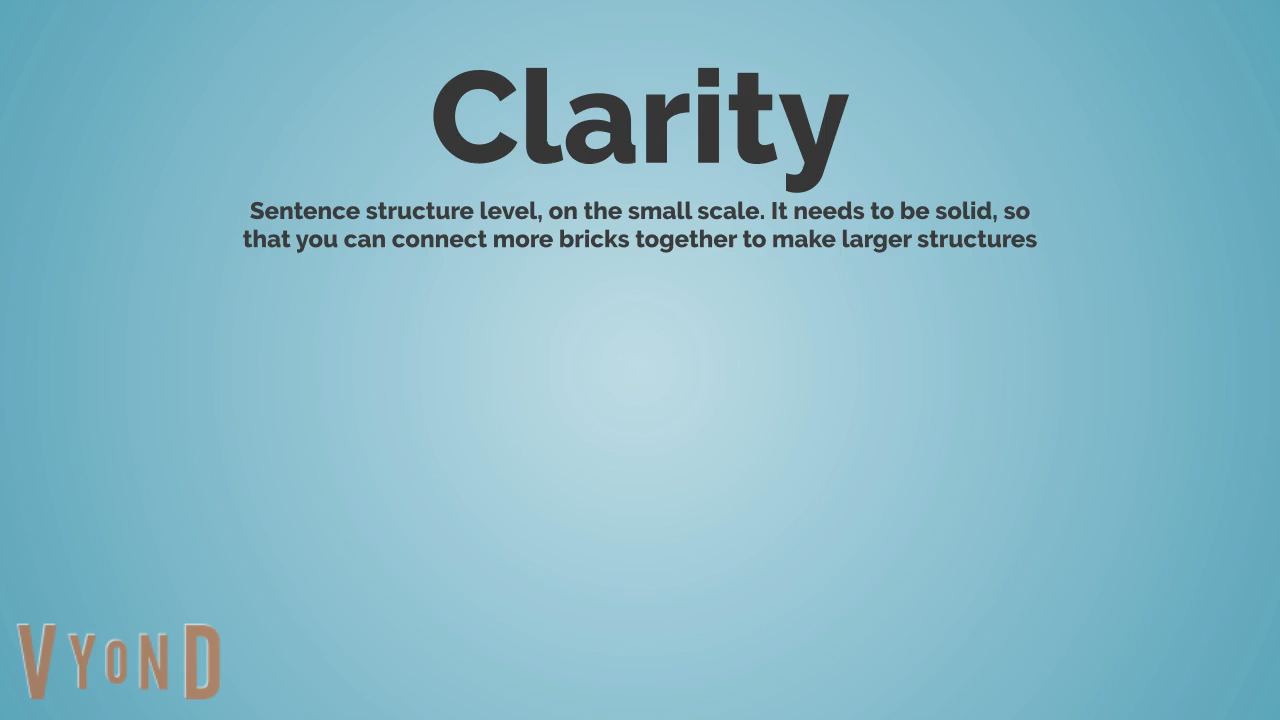 Clarity
Sentence structure level, on the small scale. It needs to be solid, so
that you can connect more bricks together to make larger structures
VYOND